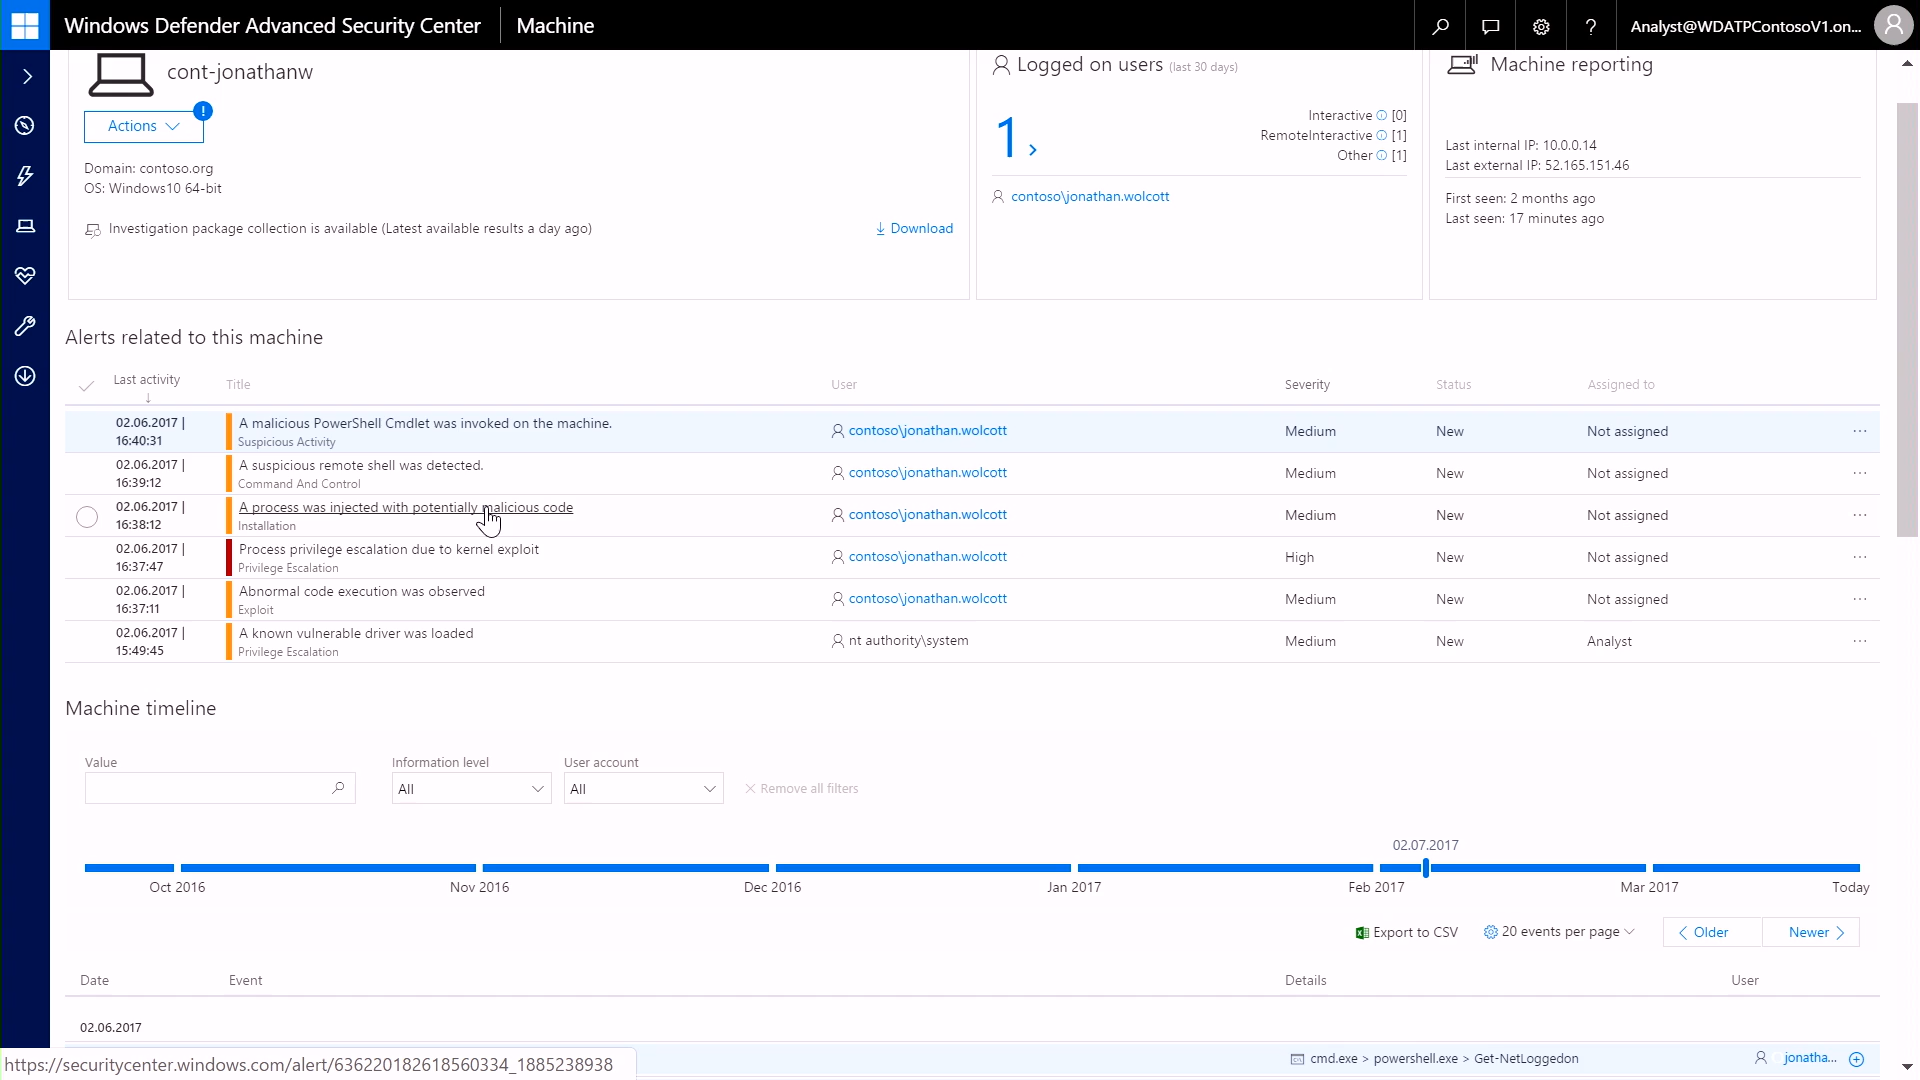 Windows Defender Advanced Security Center
Machine
Analyst@WDATPContosoV1.on...
cont-jonathanw
Actions
Domain: contoso.org
OS: Windows10 64-bit
Investigation package collection is available (Latest available results a day ago)
Download
Logged on users (last 30 days)
1
Interactive [0]
RemoteInteractive [1]
Other [1]
contoso\jonathan.wolcott
Machine reporting
Last internal IP: 10.0.0.14
Last external IP: 52.165.151.46
First seen: 2 months ago
Last seen: 17 minutes ago
Alerts related to this machine
Last activity Title User Severity Status Assigned to
02.06.2017 | 16:40:31 A malicious PowerShell Cmdlet was invoked on the machine. contoso\jonathan.wolcott Medium New Not assigned ...
Suspicious Activity
02.06.2017 | 16:39:12 A suspicious remote shell was detected. contoso\jonathan.wolcott Medium New Not assigned ...
Command And Control
02.06.2017 | 16:38:12 A process was injected with potentially malicious code contoso\jonathan.wolcott Medium New Not assigned ...
Installation
02.06.2017 | 16:37:47 Process privilege escalation due to kernel exploit contoso\jonathan.wolcott High New Not assigned ...
Privilege Escalation
02.06.2017 | 16:37:11 Abnormal code execution was observed contoso\jonathan.wolcott Medium New Not assigned ...
Exploit
02.06.2017 | 15:49:45 A known vulnerable driver was loaded nt authority\system Medium New Analyst ...
Privilege Escalation
Machine timeline
Value Information level User account
All All Remove all filters
02.07.2017
Oct 2016 Nov 2016 Dec 2016 Jan 2017 Feb 2017 Mar 2017 Today
Export to CSV 20 events per page Older Newer
Date Event Details User
02.06.2017
cmd.exe > powershell.exe > Get-NetLoggedon jonatha...
https://securitycenter.windows.com/alert/636220182618560334_1885238938